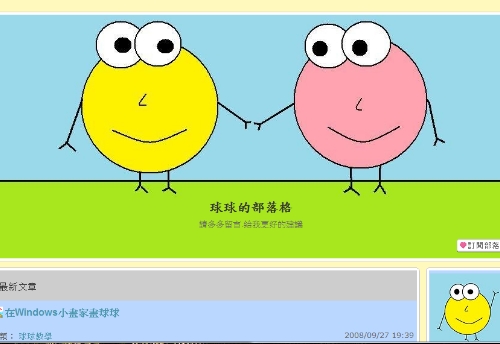 球球的部落格
請多多留言.給我更好的建議
訂閱部落
最新文章
在Windows小畫家畫球球
題： 球球教學
2008/09/27 19:39